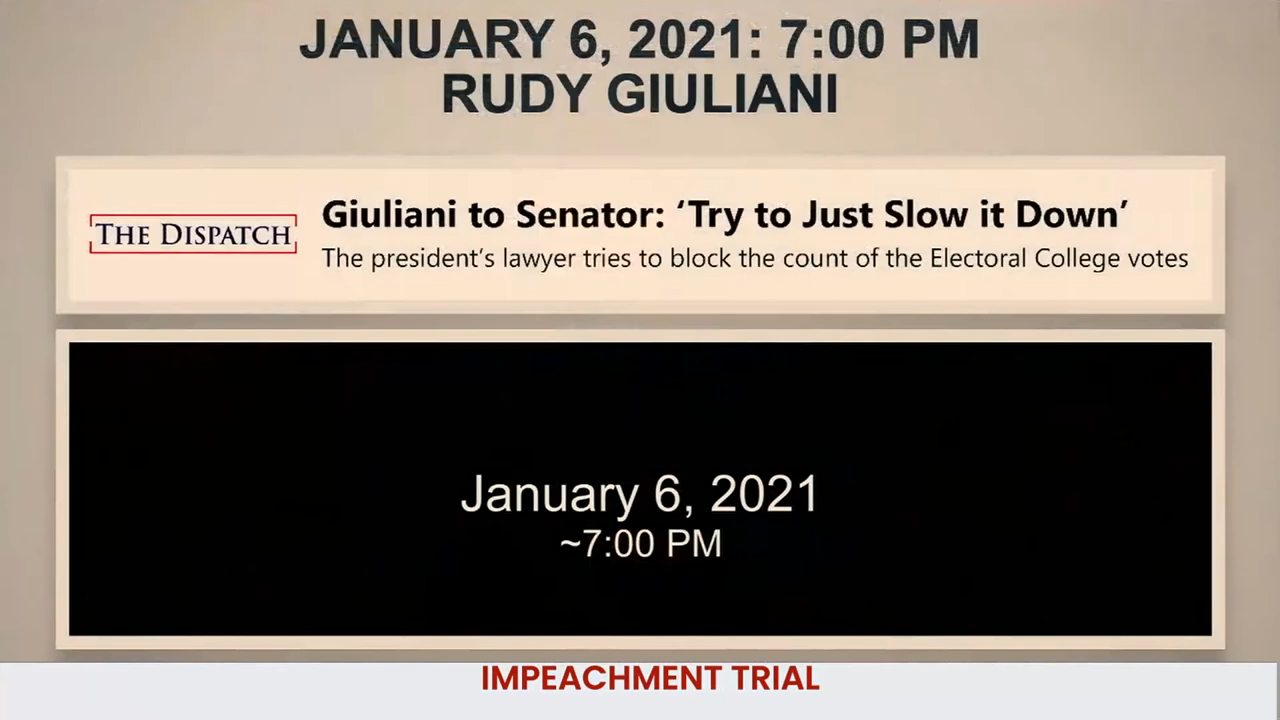 JANUARY 6, 2021: 7:00 PM
RUDY GIULIANI
THE DISPATCH
Giuliani to Senator: ‘Try to Just Slow it Down’
The president’s lawyer tries to block the count of the Electoral College votes
January 6, 2021
~7:00 PM
IMPEACHMENT TRIAL